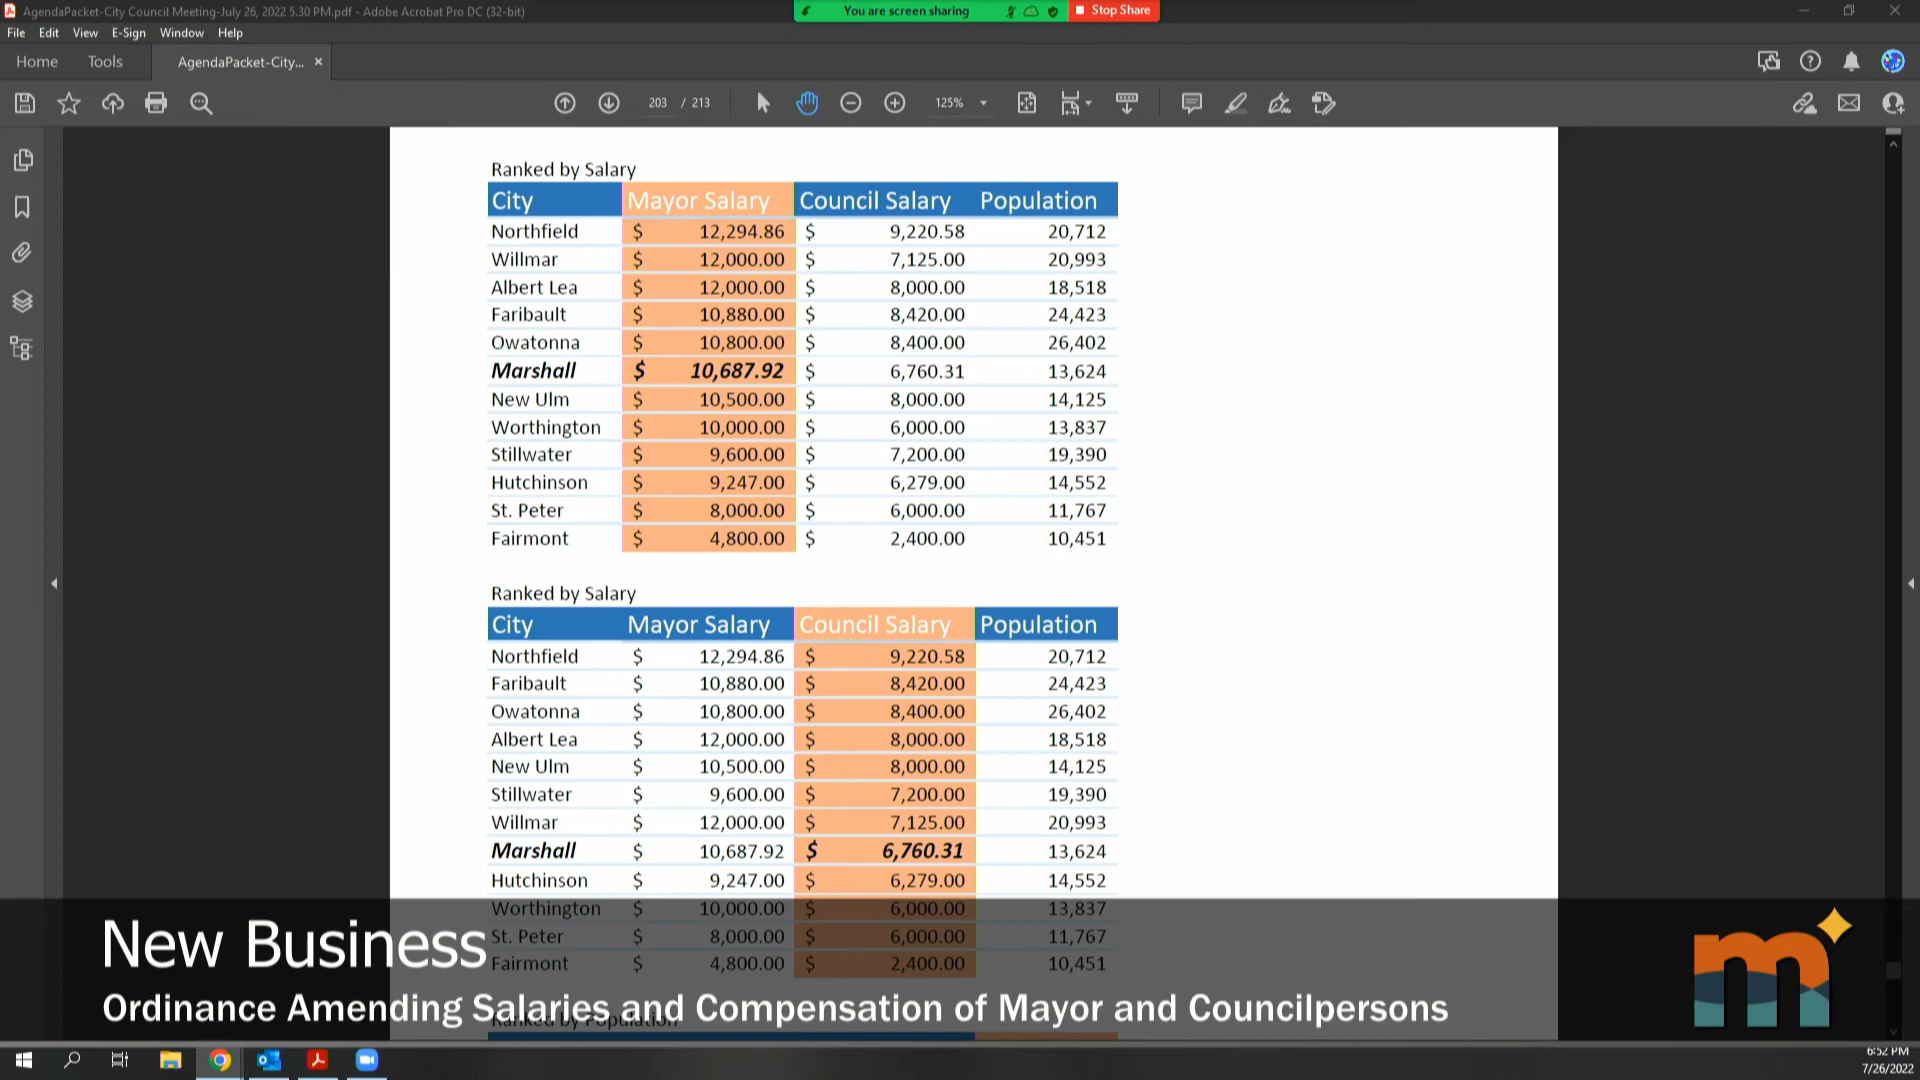 AgendaPacket-City Council Meeting-July 26, 2022 5.30 PM.pdf - Adobe Acrobat Pro DC (32-bit)
You are screen sharing
Stop Share
File Edit View E-Sign Window Help
Home Tools AgendaPacket-City... ×
203 / 213 125%
Ranked by Salary
City Mayor Salary Council Salary Population
Northfield $ 12,294.86 $ 9,220.58 20,712
Willmar $ 12,000.00 $ 7,125.00 20,993
Albert Lea $ 12,000.00 $ 8,000.00 18,518
Faribault $ 10,880.00 $ 8,420.00 24,423
Owatonna $ 10,800.00 $ 8,400.00 26,402
Marshall $ 10,687.92 $ 6,760.31 13,624
New Ulm $ 10,500.00 $ 8,000.00 14,125
Worthington $ 10,000.00 $ 6,000.00 13,837
Stillwater $ 9,600.00 $ 7,200.00 19,390
Hutchinson $ 9,247.00 $ 6,279.00 14,552
St. Peter $ 8,000.00 $ 6,000.00 11,767
Fairmont $ 4,800.00 $ 2,400.00 10,451
Ranked by Salary
City Mayor Salary Council Salary Population
Northfield $ 12,294.86 $ 9,220.58 20,712
Faribault $ 10,880.00 $ 8,420.00 24,423
Owatonna $ 10,800.00 $ 8,400.00 26,402
Albert Lea $ 12,000.00 $ 8,000.00 18,518
New Ulm $ 10,500.00 $ 8,000.00 14,125
Stillwater $ 9,600.00 $ 7,200.00 19,390
Willmar $ 12,000.00 $ 7,125.00 20,993
Marshall $ 10,687.92 $ 6,760.31 13,624
Hutchinson $ 9,247.00 $ 6,279.00 14,552
Worthington $ 10,000.00 $ 6,000.00 13,837
St. Peter $ 8,000.00 $ 6,000.00 11,767
Fairmont $ 4,800.00 $ 2,400.00 10,451
Ranked by Population
New Business
Ordinance Amending Salaries and Compensation of Mayor and Councilpersons
m
6:52 PM
7/26/2022